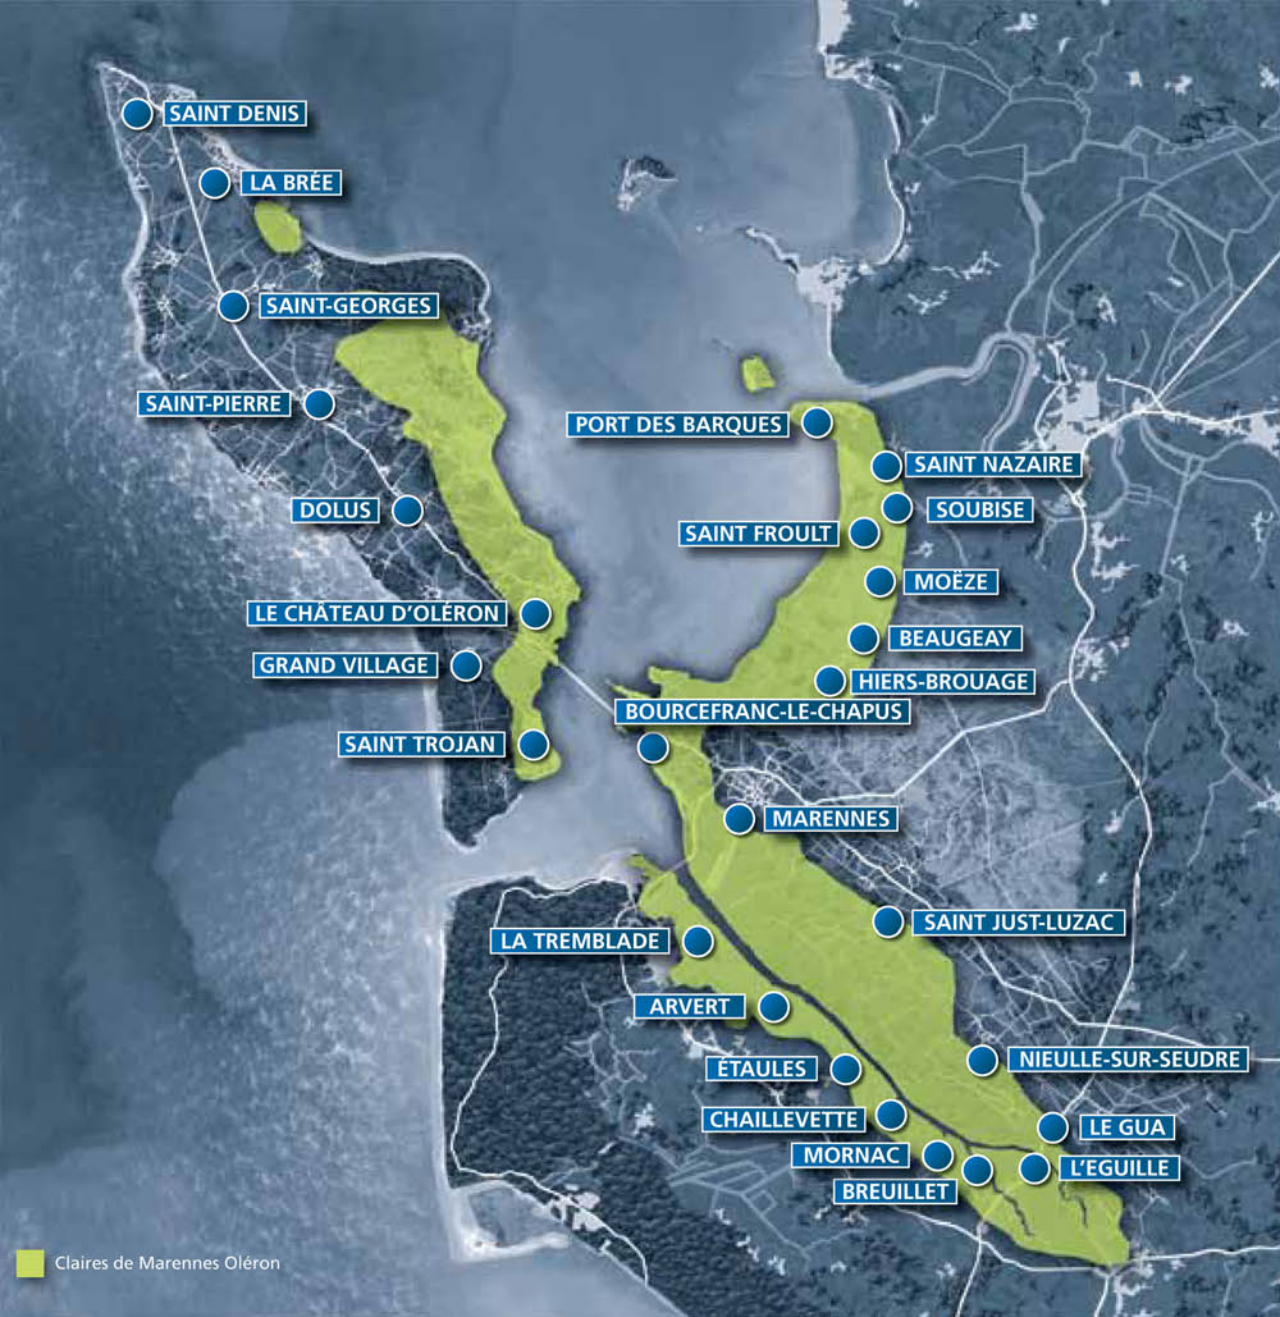 SAINT DENIS
LA BRÉE
SAINT-GEORGES
SAINT-PIERRE
PORT DES BARQUES
SAINT NAZAIRE
DOLUS
SOUBISE
SAINT FROULT
MOËZE
LE CHÂTEAU D'OLÉRON
BEAUGEAY
GRAND VILLAGE
HIERS-BROUAGE
BOURCEFRANC-LE-CHAPUS
SAINT TROJAN
MARENNES
SAINT JUST-LUZAC
LA TREMBLADE
ARVERT
NIEULLE-SUR-SEUDRE
ÉTAULES
CHAILLEVETTE
LE GUA
MORNAC
L'EGUILLE
BREUILLET
Claires de Marennes Oléron